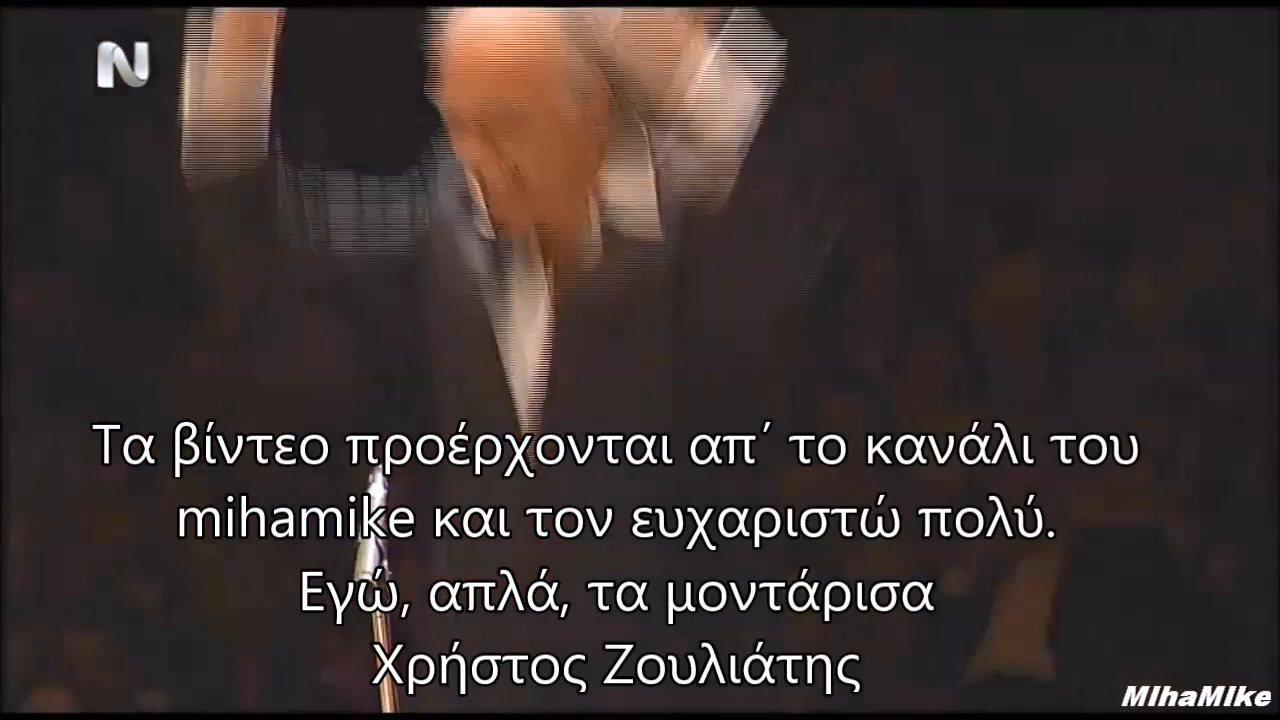 N
Τα βίντεο προέρχονται απ΄ το κανάλι του
mihamike και τον ευχαριστώ πολύ.
Εγώ, απλά, τα μοντάρισα
Χρήστος Ζουλιάτης
MihaMike